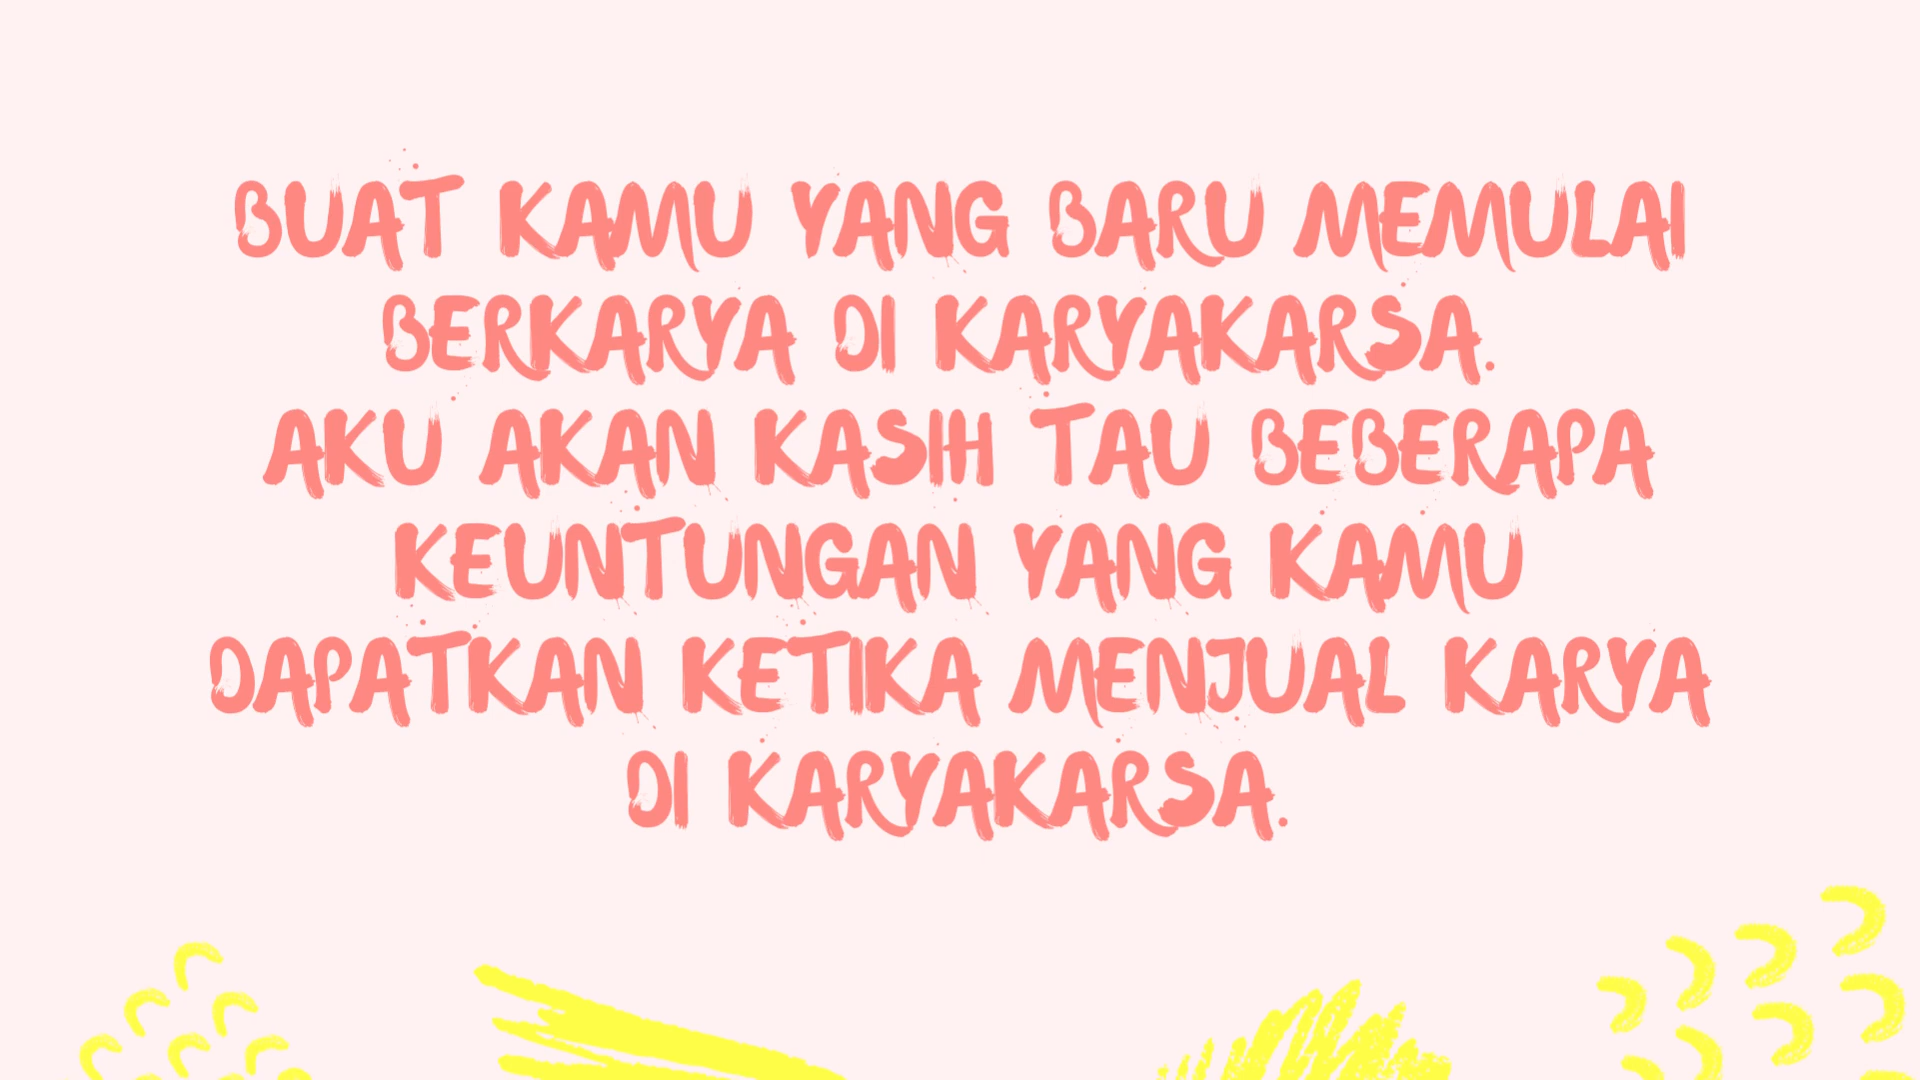 BUAT KAMU YANG BARU MEMULAI
BERKARYA DI KARYAKARSA.
AKU AKAN KASIH TAU BEBERAPA
KEUNTUNGAN YANG KAMU
DAPATKAN KETIKA MENJUAL KARYA
DI KARYAKARSA.